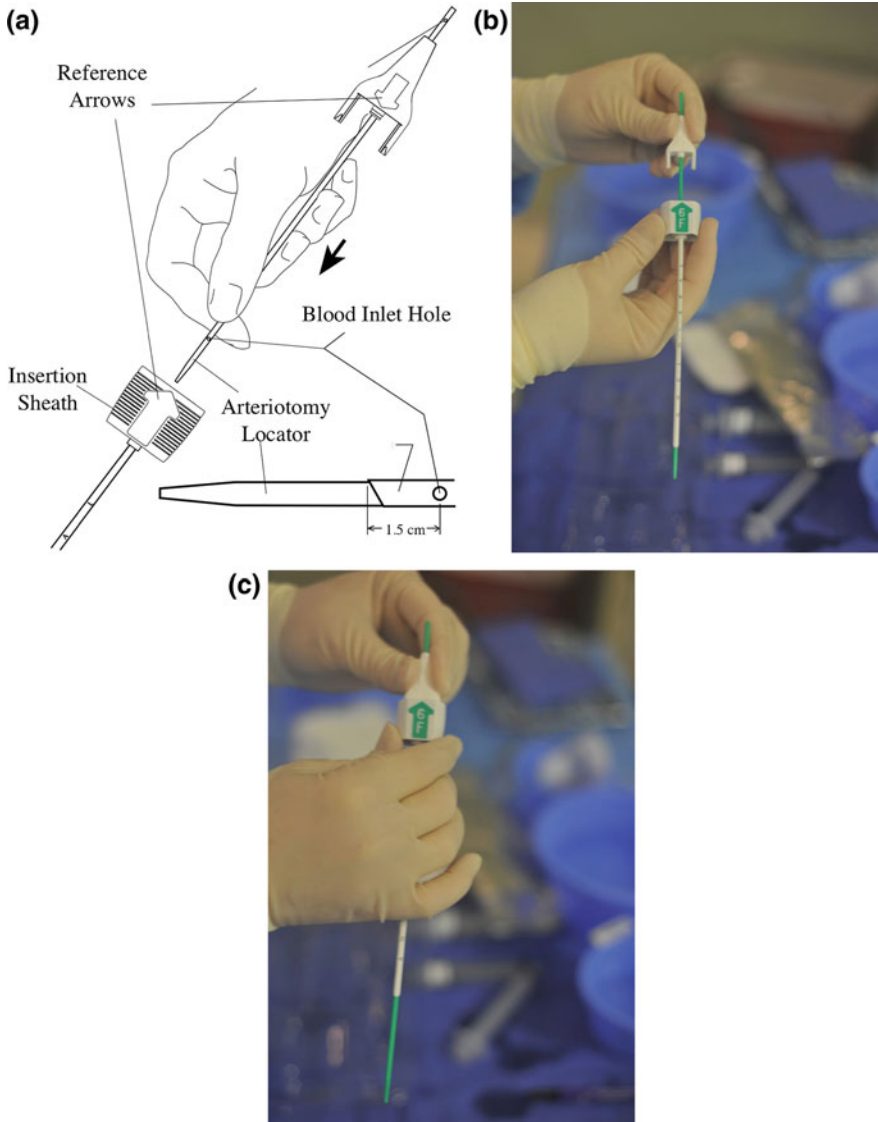 (a)
Reference
Arrows
Blood Inlet Hole
Insertion
Sheath
Arteriotomy
Locator
A
1.5 cm
(b)
6F
(c)
6F